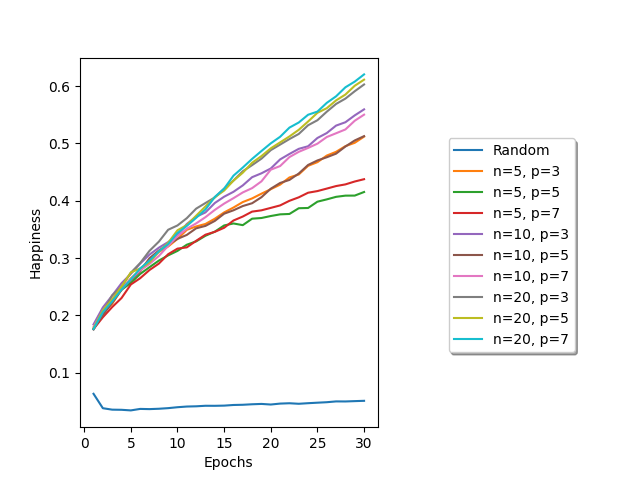 0.6
0.5
0.4
0.3
0.2
0.1
Happiness
0 5 10 15 20 25 30
Epochs
Random
n=5, p=3
n=5, p=5
n=5, p=7
n=10, p=3
n=10, p=5
n=10, p=7
n=20, p=3
n=20, p=5
n=20, p=7